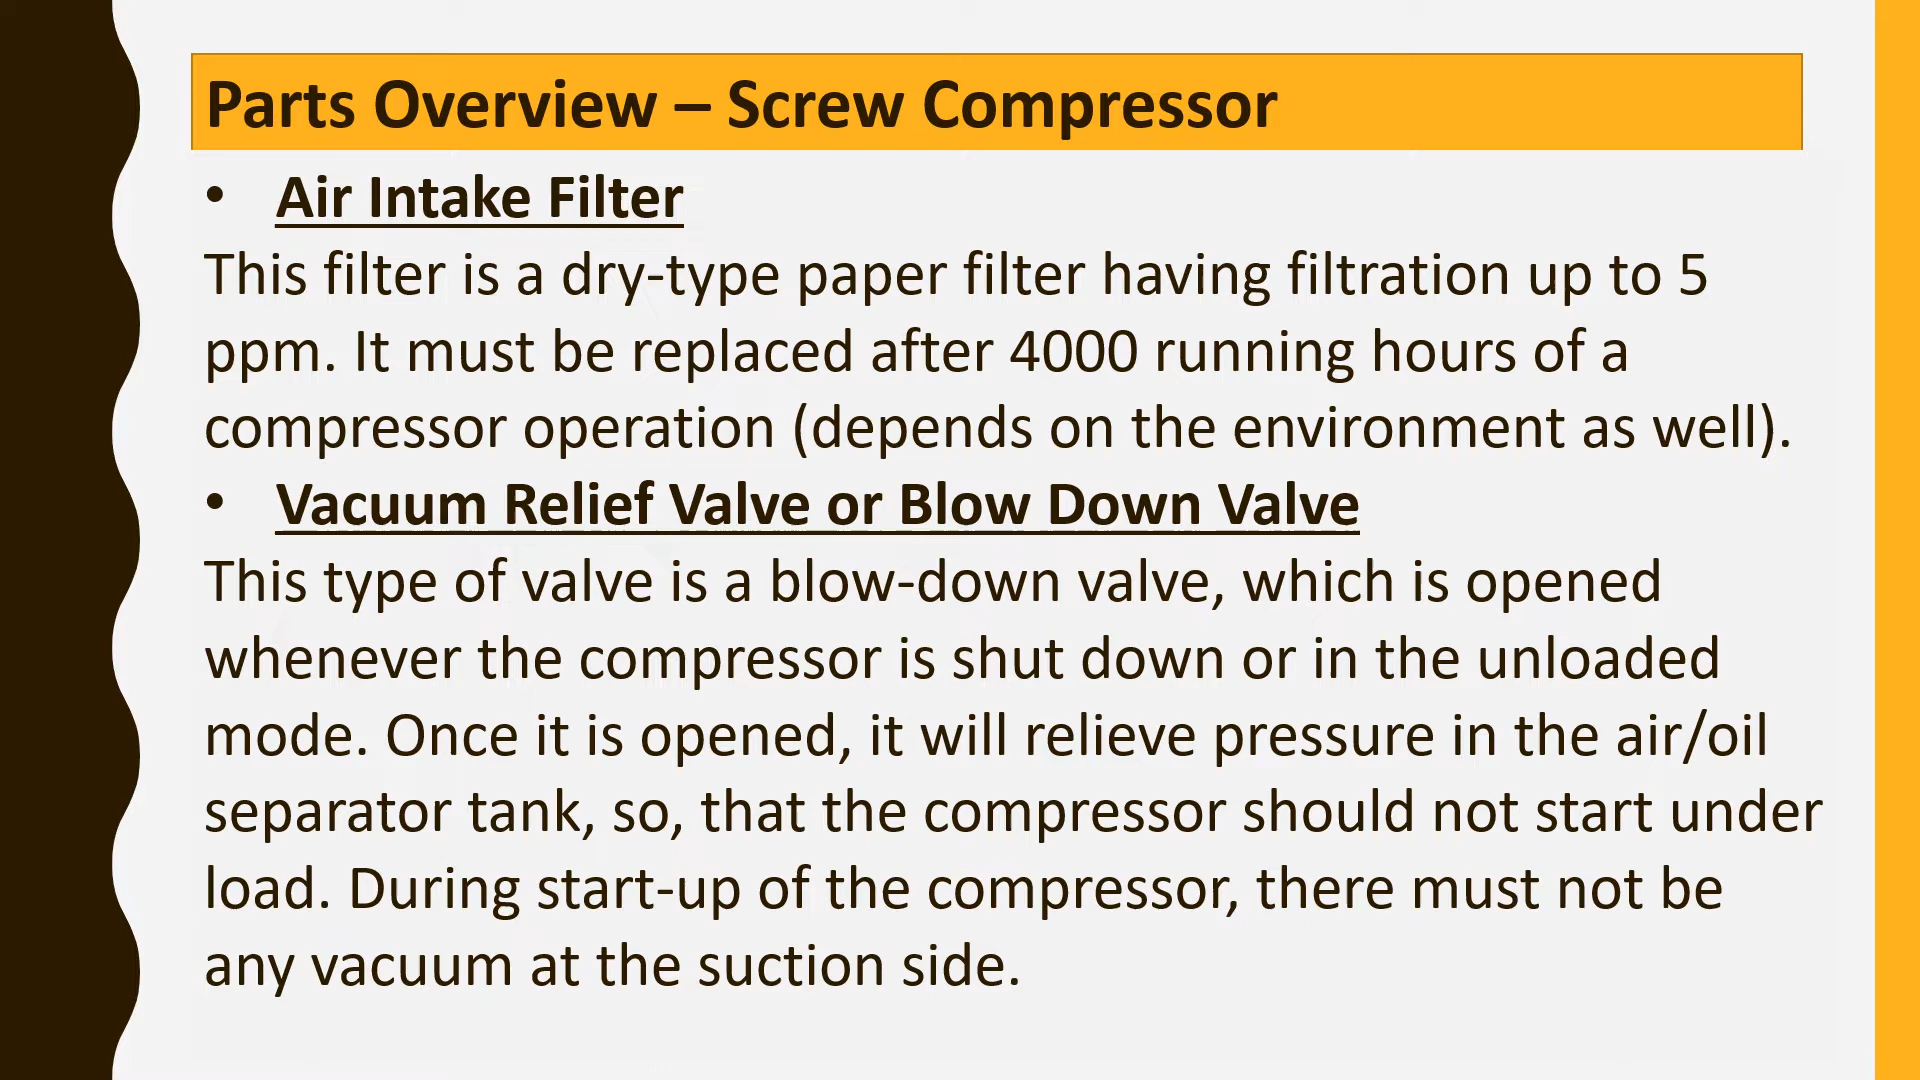 Parts Overview – Screw Compressor
• Air Intake Filter
This filter is a dry-type paper filter having filtration up to 5
ppm. It must be replaced after 4000 running hours of a
compressor operation (depends on the environment as well).
• Vacuum Relief Valve or Blow Down Valve
This type of valve is a blow-down valve, which is opened
whenever the compressor is shut down or in the unloaded
mode. Once it is opened, it will relieve pressure in the air/oil
separator tank, so, that the compressor should not start under
load. During start-up of the compressor, there must not be
any vacuum at the suction side.